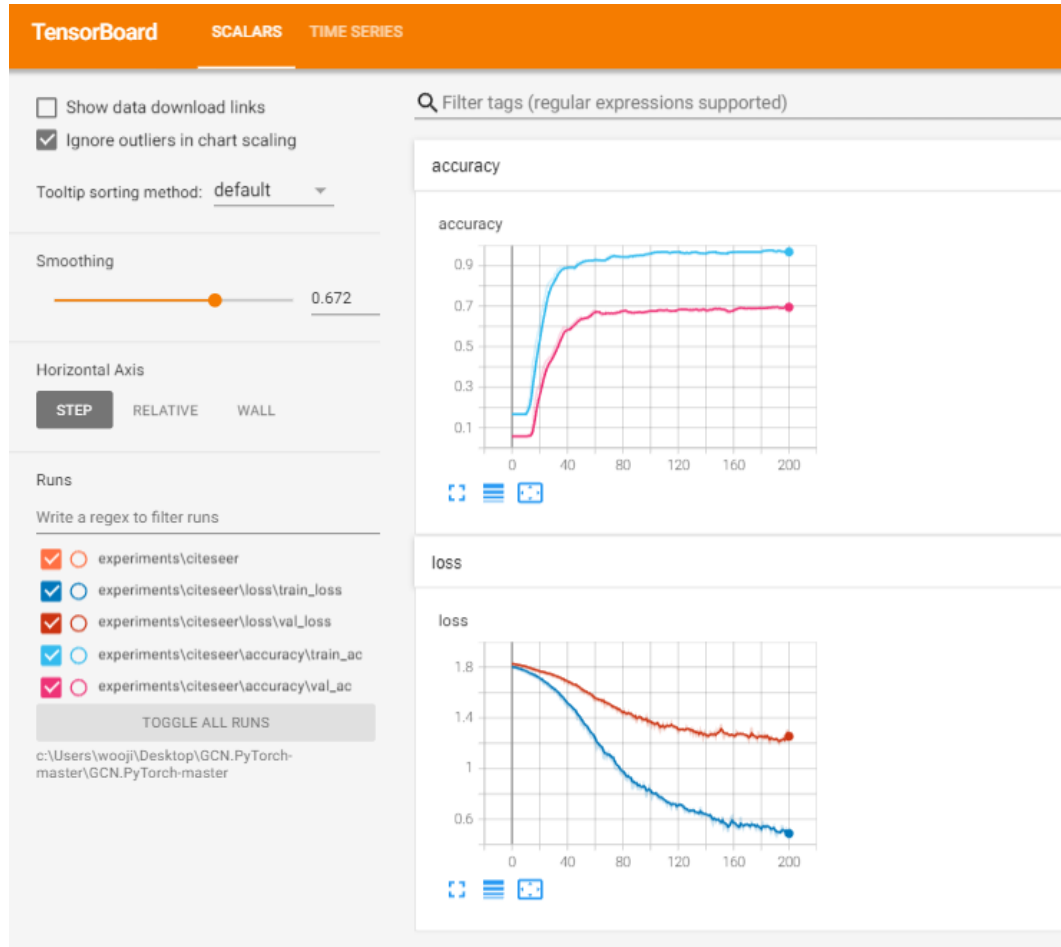 TensorBoard SCALARS TIME SERIES
Show data download links
Ignore outliers in chart scaling
Tooltip sorting method: default
Smoothing
0.672
Horizontal Axis
STEP RELATIVE WALL
Runs
Write a regex to filter runs
experiments\citeseer
experiments\citeseer\loss\train_loss
experiments\citeseer\loss\val_loss
experiments\citeseer\accuracy\train_ac
experiments\citeseer\accuracy\val_ac
TOGGLE ALL RUNS
c:\Users\wooji\Desktop\GCN.PyTorch-
master\GCN.PyTorch-master
Filter tags (regular expressions supported)
accuracy
accuracy
0.9
0.7
0.5
0.3
0.1
0 40 80 120 160 200
loss
loss
1.8
1.4
1
0.6
0 40 80 120 160 200